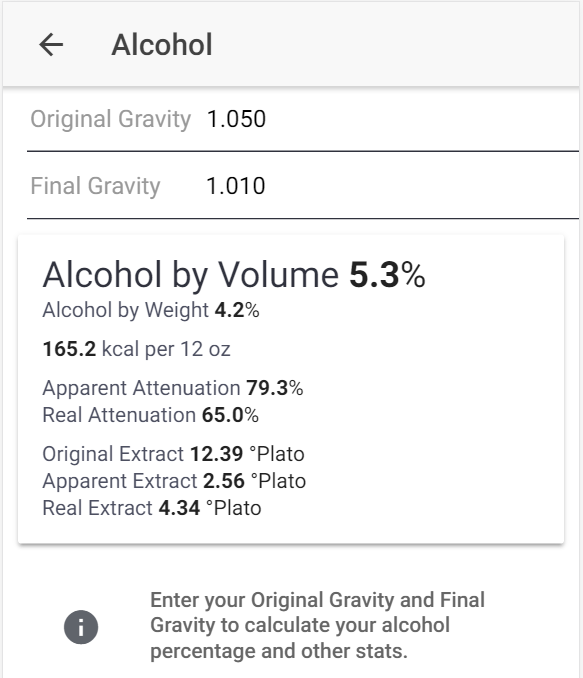 Alcohol
Original Gravity 1.050
Final Gravity 1.010
Alcohol by Volume 5.3%
Alcohol by Weight 4.2%
165.2 kcal per 12 oz
Apparent Attenuation 79.3%
Real Attenuation 65.0%
Original Extract 12.39 °Plato
Apparent Extract 2.56 °Plato
Real Extract 4.34 °Plato
Enter your Original Gravity and Final
Gravity to calculate your alcohol
percentage and other stats.